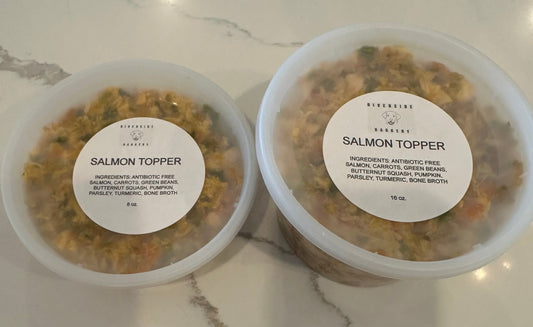 RIVERSIDE
BARKERY
SALMON TOPPER
INGREDIENTS: ANTIBIOTIC FREE
SALMON, CARROTS, GREEN BEANS,
BUTTERNUT SQUASH, PUMPKIN,
PARSLEY, TURMERIC, BONE BROTH
6 oz.
RIVERSIDE
BARKERY
SALMON TOPPER
INGREDIENTS: ANTIBIOTIC FREE
SALMON, CARROTS, GREEN BEANS,
BUTTERNUT SQUASH, PUMPKIN,
PARSLEY, TURMERIC, BONE BROTH
16 oz.